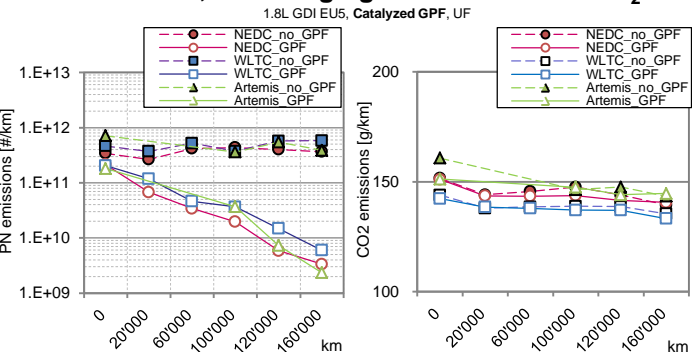 1.8L GDI EU5, Catalyzed GPF, UF
NEDC_no_GPF
NEDC_GPF
WLTC_no_GPF
WLTC_GPF
Artemis_no_GPF
Artemis_GPF
PN emissions [#/km]
1.E+13
1.E+12
1.E+11
1.E+10
1.E+09
0
20'000
60'000
100'000
120'000
160'000
km
NEDC_no_GPF
NEDC_GPF
WLTC_no_GPF
WLTC_GPF
Artemis_no_GPF
Artemis_GPF
CO2 emissions [g/km]
200
150
100
0
20'000
60'000
100'000
120'000
160'000
km